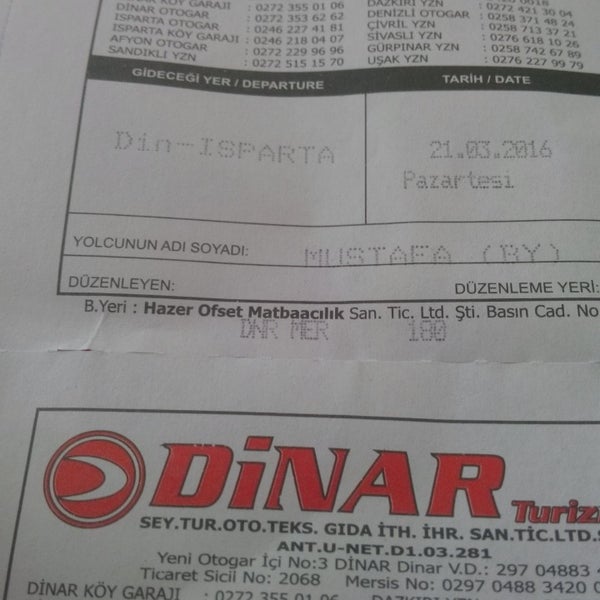 KÖY GARAJI : 0272 355 01 06
DİNAR OTOGAR : 0272 353 62 62
ISPARTA OTOGAR : 0246 227 41 81
ISPARTA KÖY GARAJI : 0246 218 04 07
AFYON OTOGAR : 0272 229 96 96
SANDIKLI YZN : 0272 515 15 70
DAZKIRI YZN : 0272 421 30 04
DENİZLİ OTOGAR : 0258 371 48 24
ÇİVRİL YZN : 0258 713 37 21
SİVASLI YZN : 0276 618 10 26
GÜRPINAR YZN : 0258 742 67 89
UŞAK YZN : 0276 227 99 79
GİDECEĞİ YER / DEPARTURE TARİH / DATE
Din-ISPARTA 21.03.2016
Pazartesi
YOLCUNUN ADI SOYADI: MUSTAFA (BY)
DÜZENLEYEN: DÜZENLEME YERİ:
B.Yeri : Hazer Ofset Matbaacılık San. Tic. Ltd. Şti. Basın Cad. No
DNR MER 180
DİNAR Turiz
SEY.TUR.OTO.TEKS. GIDA İTH. İHR. SAN.TİC.LTD.Ş
ANT.U-NET.D1.03.281
Yeni Otogar İçi No:3 DİNAR Dinar V.D.: 297 04883 4
Ticaret Sicil No: 2068 Mersis No: 0297 0488 3420 0
DİNAR KÖY GARAJI : 0272 355 01 06 DAZKIRI YZN